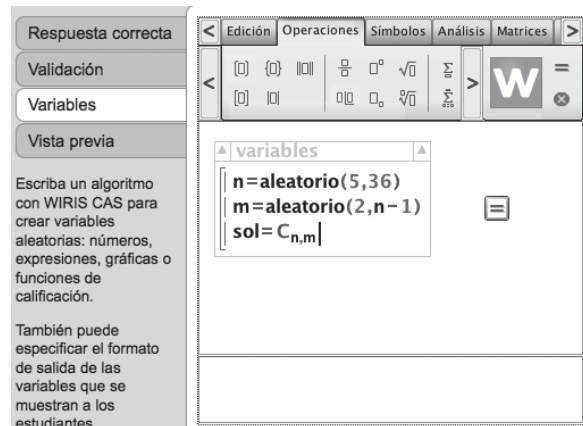 Respuesta correcta
Validación
Variables
Vista previa
Escriba un algoritmo
con WIRIS CAS para
crear variables
aleatorias: números,
expresiones, gráficas o
funciones de
calificación.
También puede
especificar el formato
de salida de las
variables que se
muestran a los
estudiantes
Edición Operaciones Símbolos Análisis Matrices
W
variables
n=aleatorio(5,36)
m=aleatorio(2,n-1)
sol=Cn,m
=